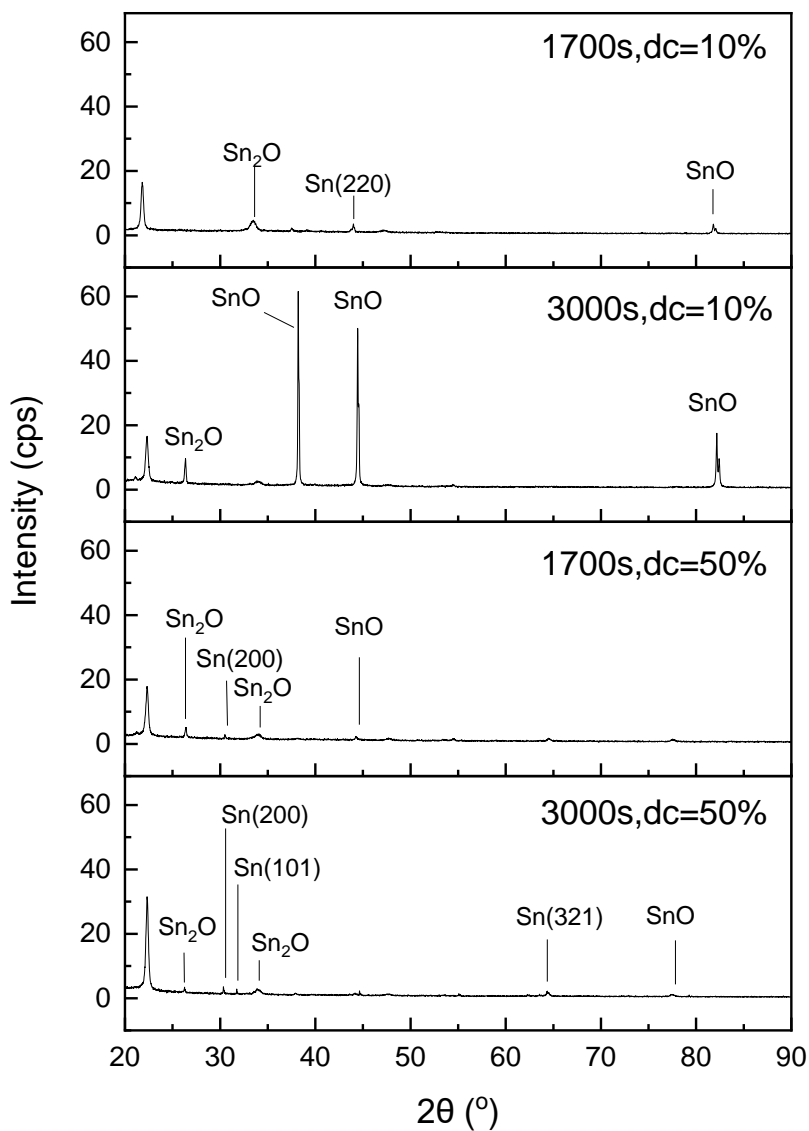 1700s,dc=10%
60
40
20
0
Sn₂O
Sn(220)
SnO
3000s,dc=10%
60
40
20
0
SnO
SnO
SnO
Sn₂O
1700s,dc=50%
60
40
20
0
Sn₂O
Sn(200)
Sn₂O
SnO
3000s,dc=50%
60
40
20
0
Sn(200)
Sn(101)
Sn₂O
Sn₂O
Sn(321)
SnO
20 30 40 50 60 70 80 90
2θ (º)
Intensity (cps)